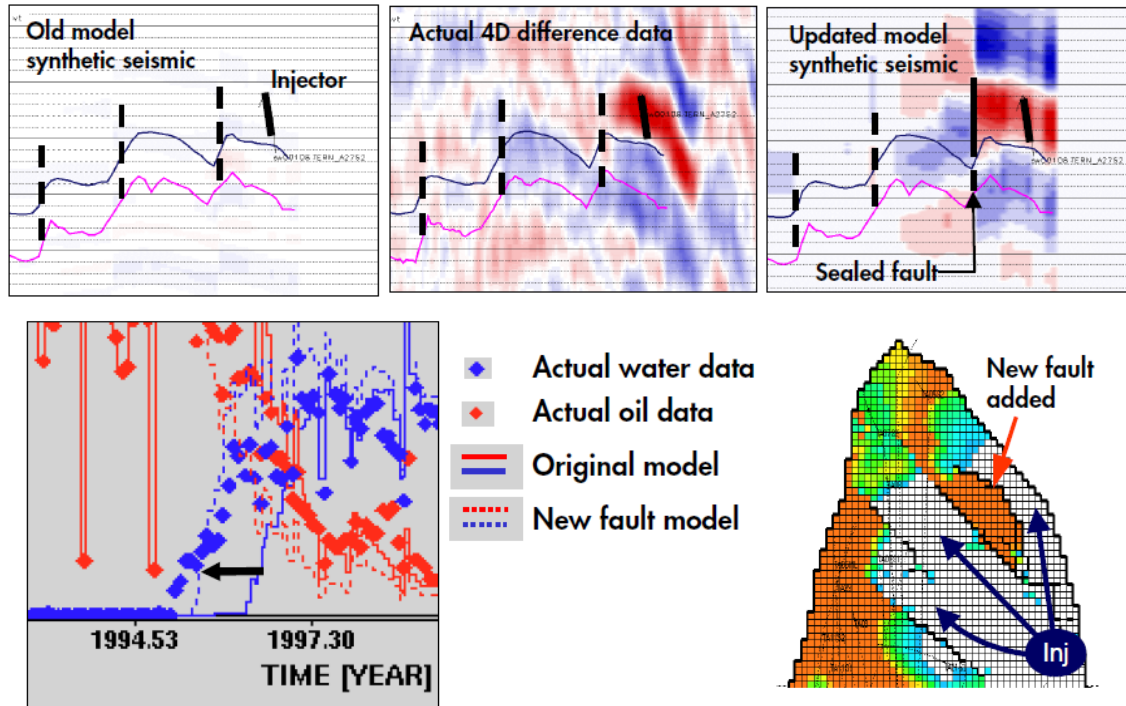 Old model
synthetic seismic
Injector
Actual 4D difference data
Updated model
synthetic seismic
Sealed fault
Actual water data
Actual oil data
Original model
New fault model
1994.53
1997.30
TIME [YEAR]
New fault
added
Inj